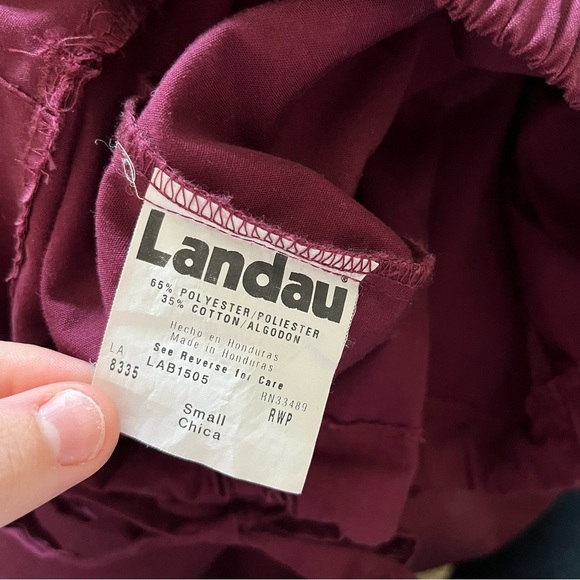 Landau®
65% POLYESTER/POLIESTER
35% COTTON/ALGODON
Hecho en Honduras
Made in Honduras
See Reverse for Care
LA LAB1505 RN33489
8335 RWP
Small
Chica